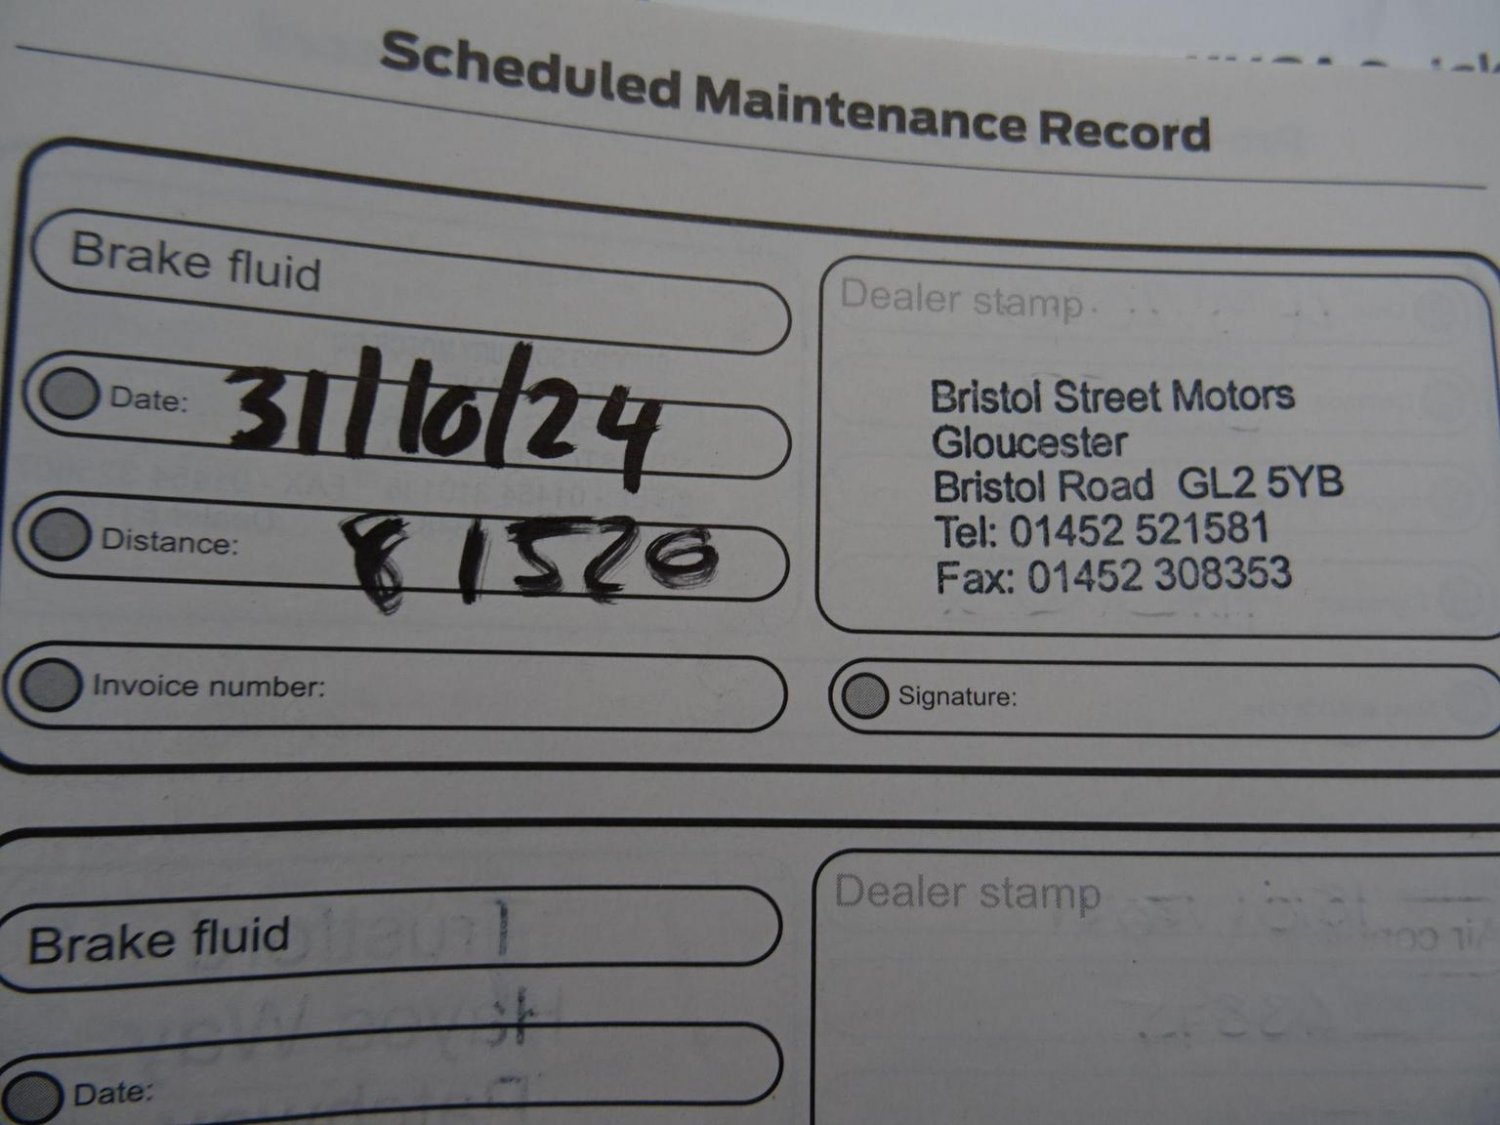 Scheduled Maintenance Record
Brake fluid
Date: 31/10/24
Distance: 81520
Invoice number:
Dealer stamp
Bristol Street Motors
Gloucester
Bristol Road GL2 5YB
Tel: 01452 521581
Fax: 01452 308353
Signature:
Brake fluid
Date:
Dealer stamp